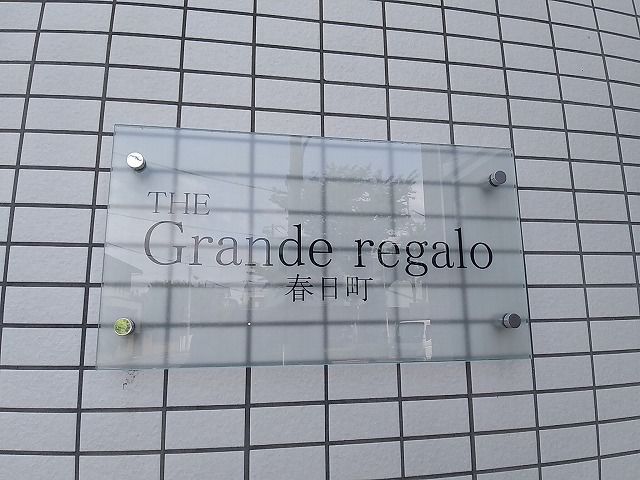 THE
Grande regalo
春日町